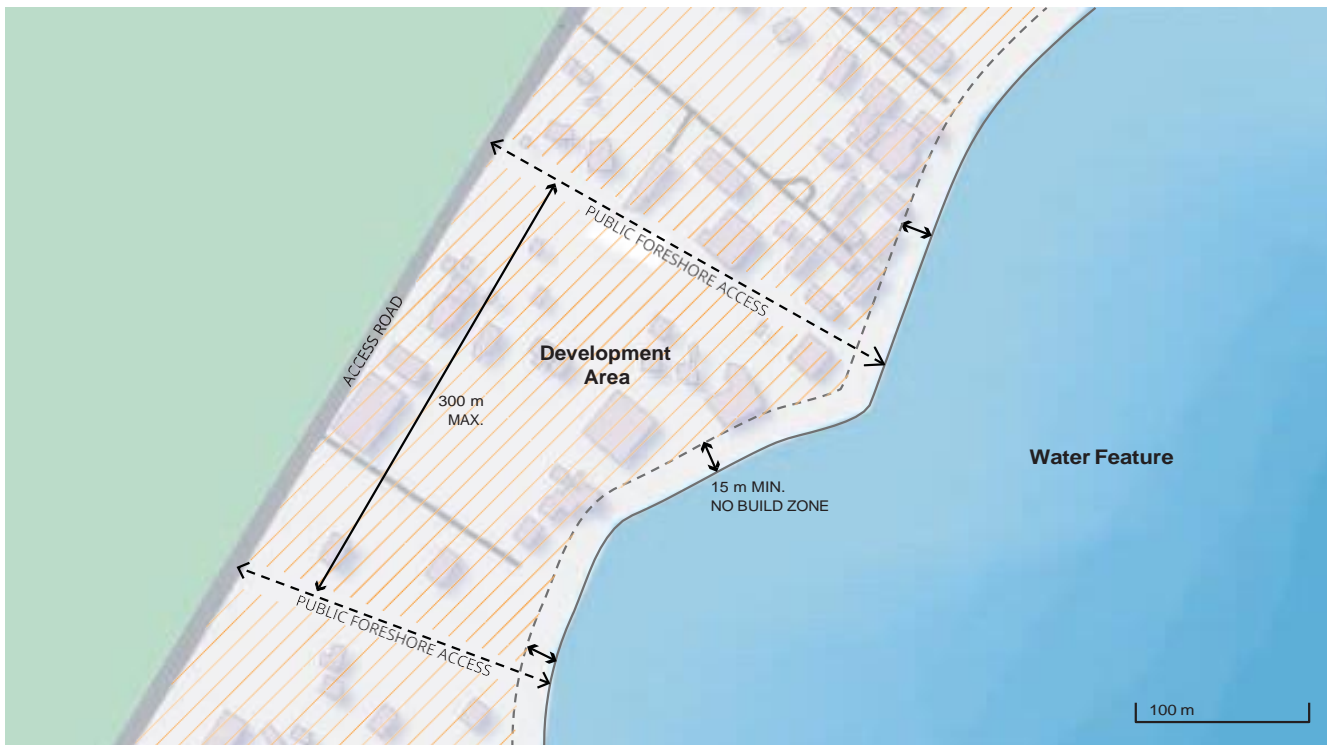 PUBLIC FORESHORE ACCESS
ACCESS ROAD
Development
Area
300 m
MAX.
Water Feature
15 m MIN.
NO BUILD ZONE
PUBLIC FORESHORE ACCESS
100 m